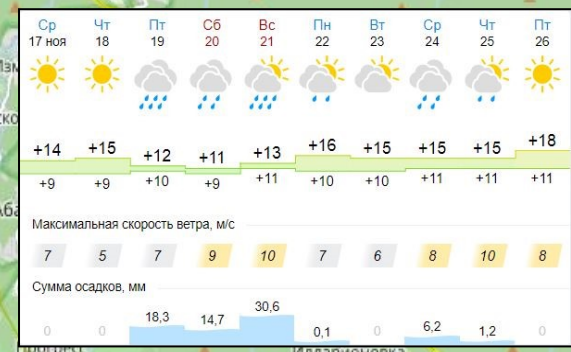 Ср Чт Пт Сб Вс Пн Вт Ср Чт Пт
17 ноя 18 19 20 21 22 23 24 25 26
+14 +15 +12 +11 +13 +16 +15 +15 +15 +18
+9 +9 +10 +9 +11 +10 +10 +11 +11 +11
Максимальная скорость ветра, м/с
7 5 7 9 10 7 6 8 10 8
Сумма осадков, мм
0 0 18,3 14,7 30,6 0,1 0 6,2 1,2 0